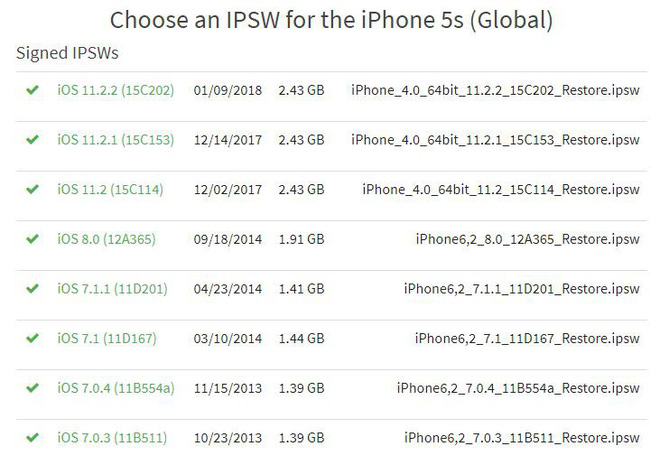 Choose an IPSW for the iPhone 5s (Global)
Signed IPSWs
iOS 11.2.2 (15C202) 01/09/2018 2.43 GB iPhone_4.0_64bit_11.2.2_15C202_Restore.ipsw
iOS 11.2.1 (15C153) 12/14/2017 2.43 GB iPhone_4.0_64bit_11.2.1_15C153_Restore.ipsw
iOS 11.2 (15C114) 12/02/2017 2.43 GB iPhone_4.0_64bit_11.2_15C114_Restore.ipsw
iOS 8.0 (12A365) 09/18/2014 1.91 GB iPhone6,2_8.0_12A365_Restore.ipsw
iOS 7.1.1 (11D201) 04/23/2014 1.41 GB iPhone6,2_7.1.1_11D201_Restore.ipsw
iOS 7.1 (11D167) 03/10/2014 1.44 GB iPhone6,2_7.1_11D167_Restore.ipsw
iOS 7.0.4 (11B554a) 11/15/2013 1.39 GB iPhone6,2_7.0.4_11B554a_Restore.ipsw
iOS 7.0.3 (11B511) 10/23/2013 1.39 GB iPhone6,2_7.0.3_11B511_Restore.ipsw